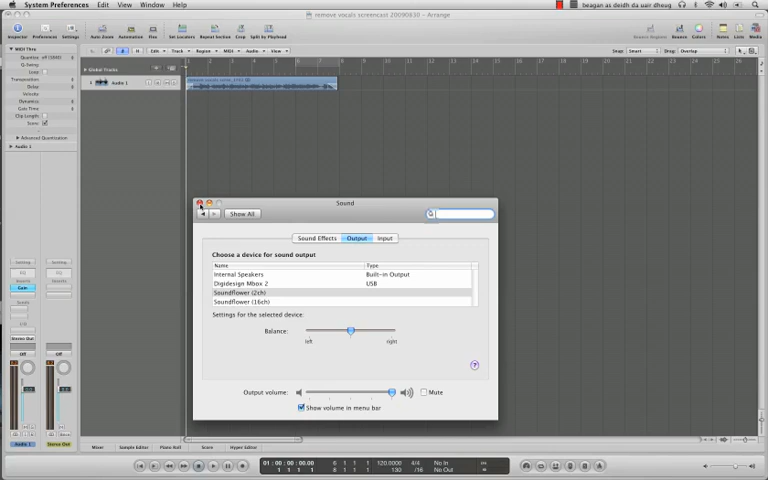 System Preferences Edit View Window Help
beagan as deidh da uair dheug
remove vocals screencast 20090630 - Arrange
Inspector Preferences Settings Auto Zoom Automation Flex Set Locators Repeat Section Crop Split by Playhead Bounce Colors Notes Lists Media
MIDI Thru
Edit Track Region MIDI Audio View
Snap: Smart Drag: Overlap
Quantize off (3840)
Q-Swing
Loop
Transposition
Delay
Velocity
Dynamics
Gate Time
Clip Length
Score
Advanced Quantization
Audio 1
Global Tracks
1 Audio 1
Sound
Show All
Sound Effects Output Input
Choose a device for sound output
Name Type
Internal Speakers Built-in Output
Digidesign Mbox 2 USB
Soundflower (2ch)
Soundflower (16ch)
Settings for the selected device:
Balance:
left right
Output volume: Mute
Show volume in menu bar
Gain
Stereo Out
Off Off
Audio 1 Stereo Out
Mixer Sample Editor Piano Roll Score Hyper Editor
01:00:00:00.00
1 1 1 1
120.0000
130
4/4
/16
No In
No Out